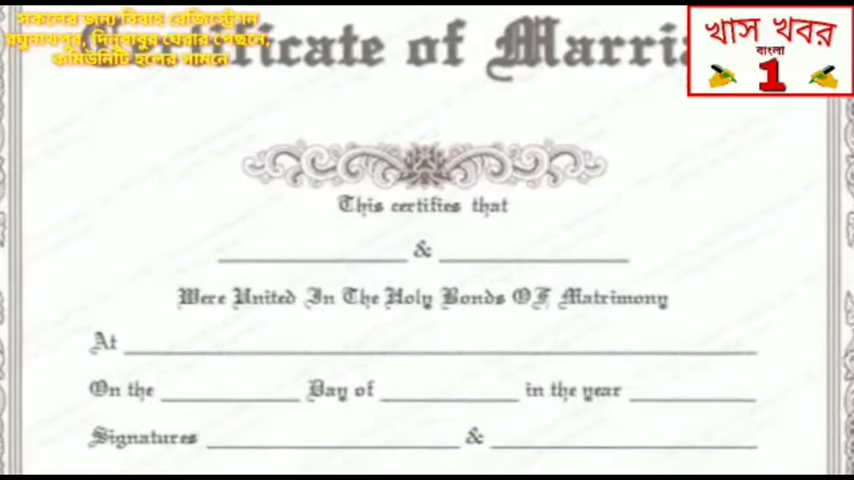 সকলের জন্য বিবাহ রেজিস্ট্রেশন
রঘুনাথপুর, দিনুবাবুর ঘেরার পেছনে,
কমিউনিটি হলের সামনে
খাস খবর
বাংলা
1
icate of Marria
This certifies that
&
Were United In The Holy Bonds OF Matrimony
At
On the Day of in the year
Signatures &